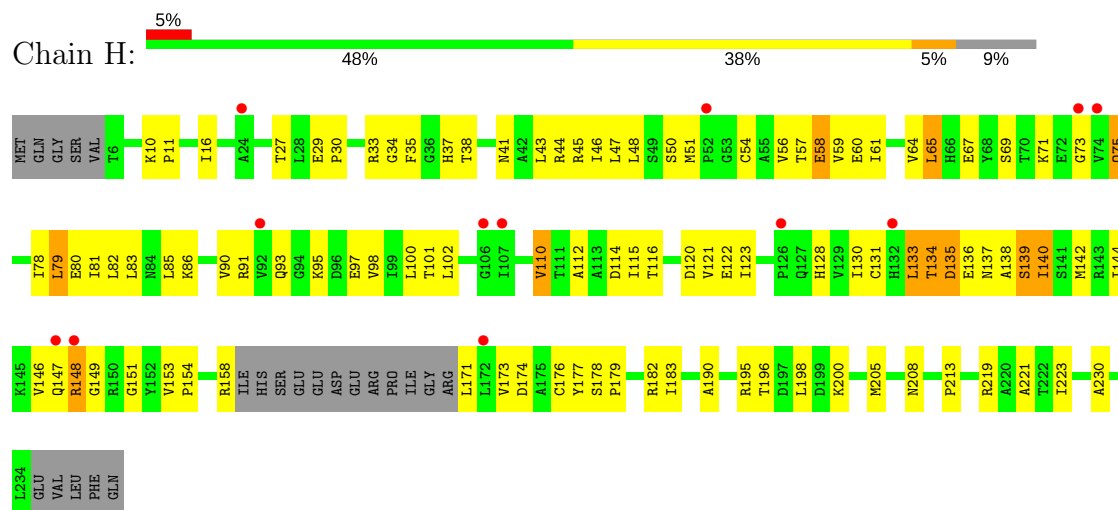 5%
Chain H:
48% 38% 5% 9%
MET GLN GLY SER VAL T6 K10 P11 I16 A24 T27 L28 E29 P30 R33 G34 F35 G36 H37 T38 N41 A42 L43 R44 R45 I46 L47 L48 S49 S50 M51 P52 G53 C54 A55 V56 T57 E58 V59 E60 I61 V64 L65 H66 E67 Y68 S69 T70 K71 E72 G73 V74
I78 L79 E80 I81 L82 L83 N84 L85 K86 V90 R91 V92 Q93 G94 K95 D96 E97 V98 I99 L100 T101 L102 G106 I107 V110 T111 A112 A113 D114 I115 T116 D120 V121 E122 I123 P126 Q127 H128 V129 I130 C131 H132 L133 T134 D135 E136 N137 A138 S139 I140 S141 M142 R143
K145 V146 Q147 R148 G149 R150 G151 Y152 V153 P154 R158 ILE HIS SER GLU GLU ASP GLU ARG PRO ILE GLY ARG L171 L172 V173 D174 A175 C176 Y177 S178 P179 R182 I183 A190 R195 T196 D197 L198 D199 K200 M205 N208 P213 R219 A220 A221 T222 I223 A230
L234 GLU VAL LEU PHE GLN